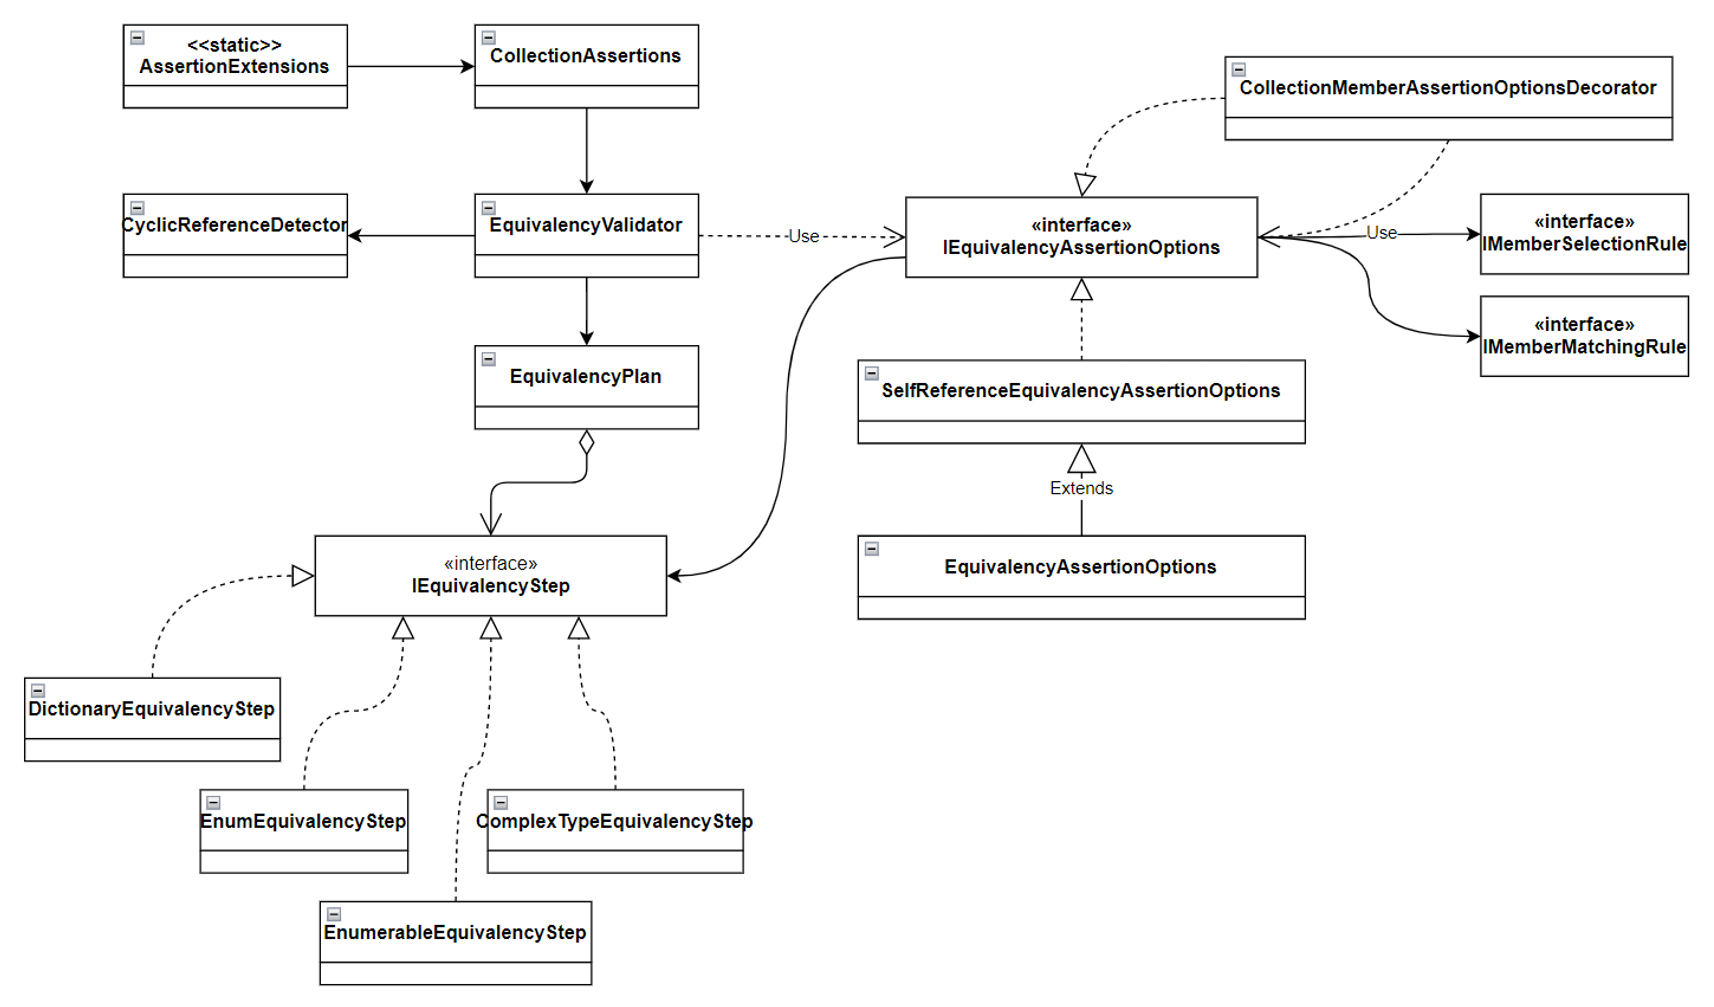 <<static>>
AssertionExtensions
CollectionAssertions
CollectionMemberAssertionOptionsDecorator
CyclicReferenceDetector
EquivalencyValidator
Use
«interface»
IEquivalencyAssertionOptions
Use
«interface»
IMemberSelectionRule
«interface»
IMemberMatchingRule
EquivalencyPlan
SelfReferenceEquivalencyAssertionOptions
Extends
«interface»
IEquivalencyStep
EquivalencyAssertionOptions
DictionaryEquivalencyStep
EnumEquivalencyStep
ComplexTypeEquivalencyStep
EnumerableEquivalencyStep